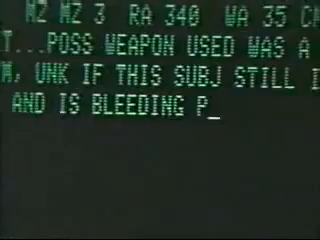 MZ MZ 3 RA 340 WA 35 C
T...POSS WEAPON USED WAS A
M, UNK IF THIS SUBJ STILL I
AND IS BLEEDING P_